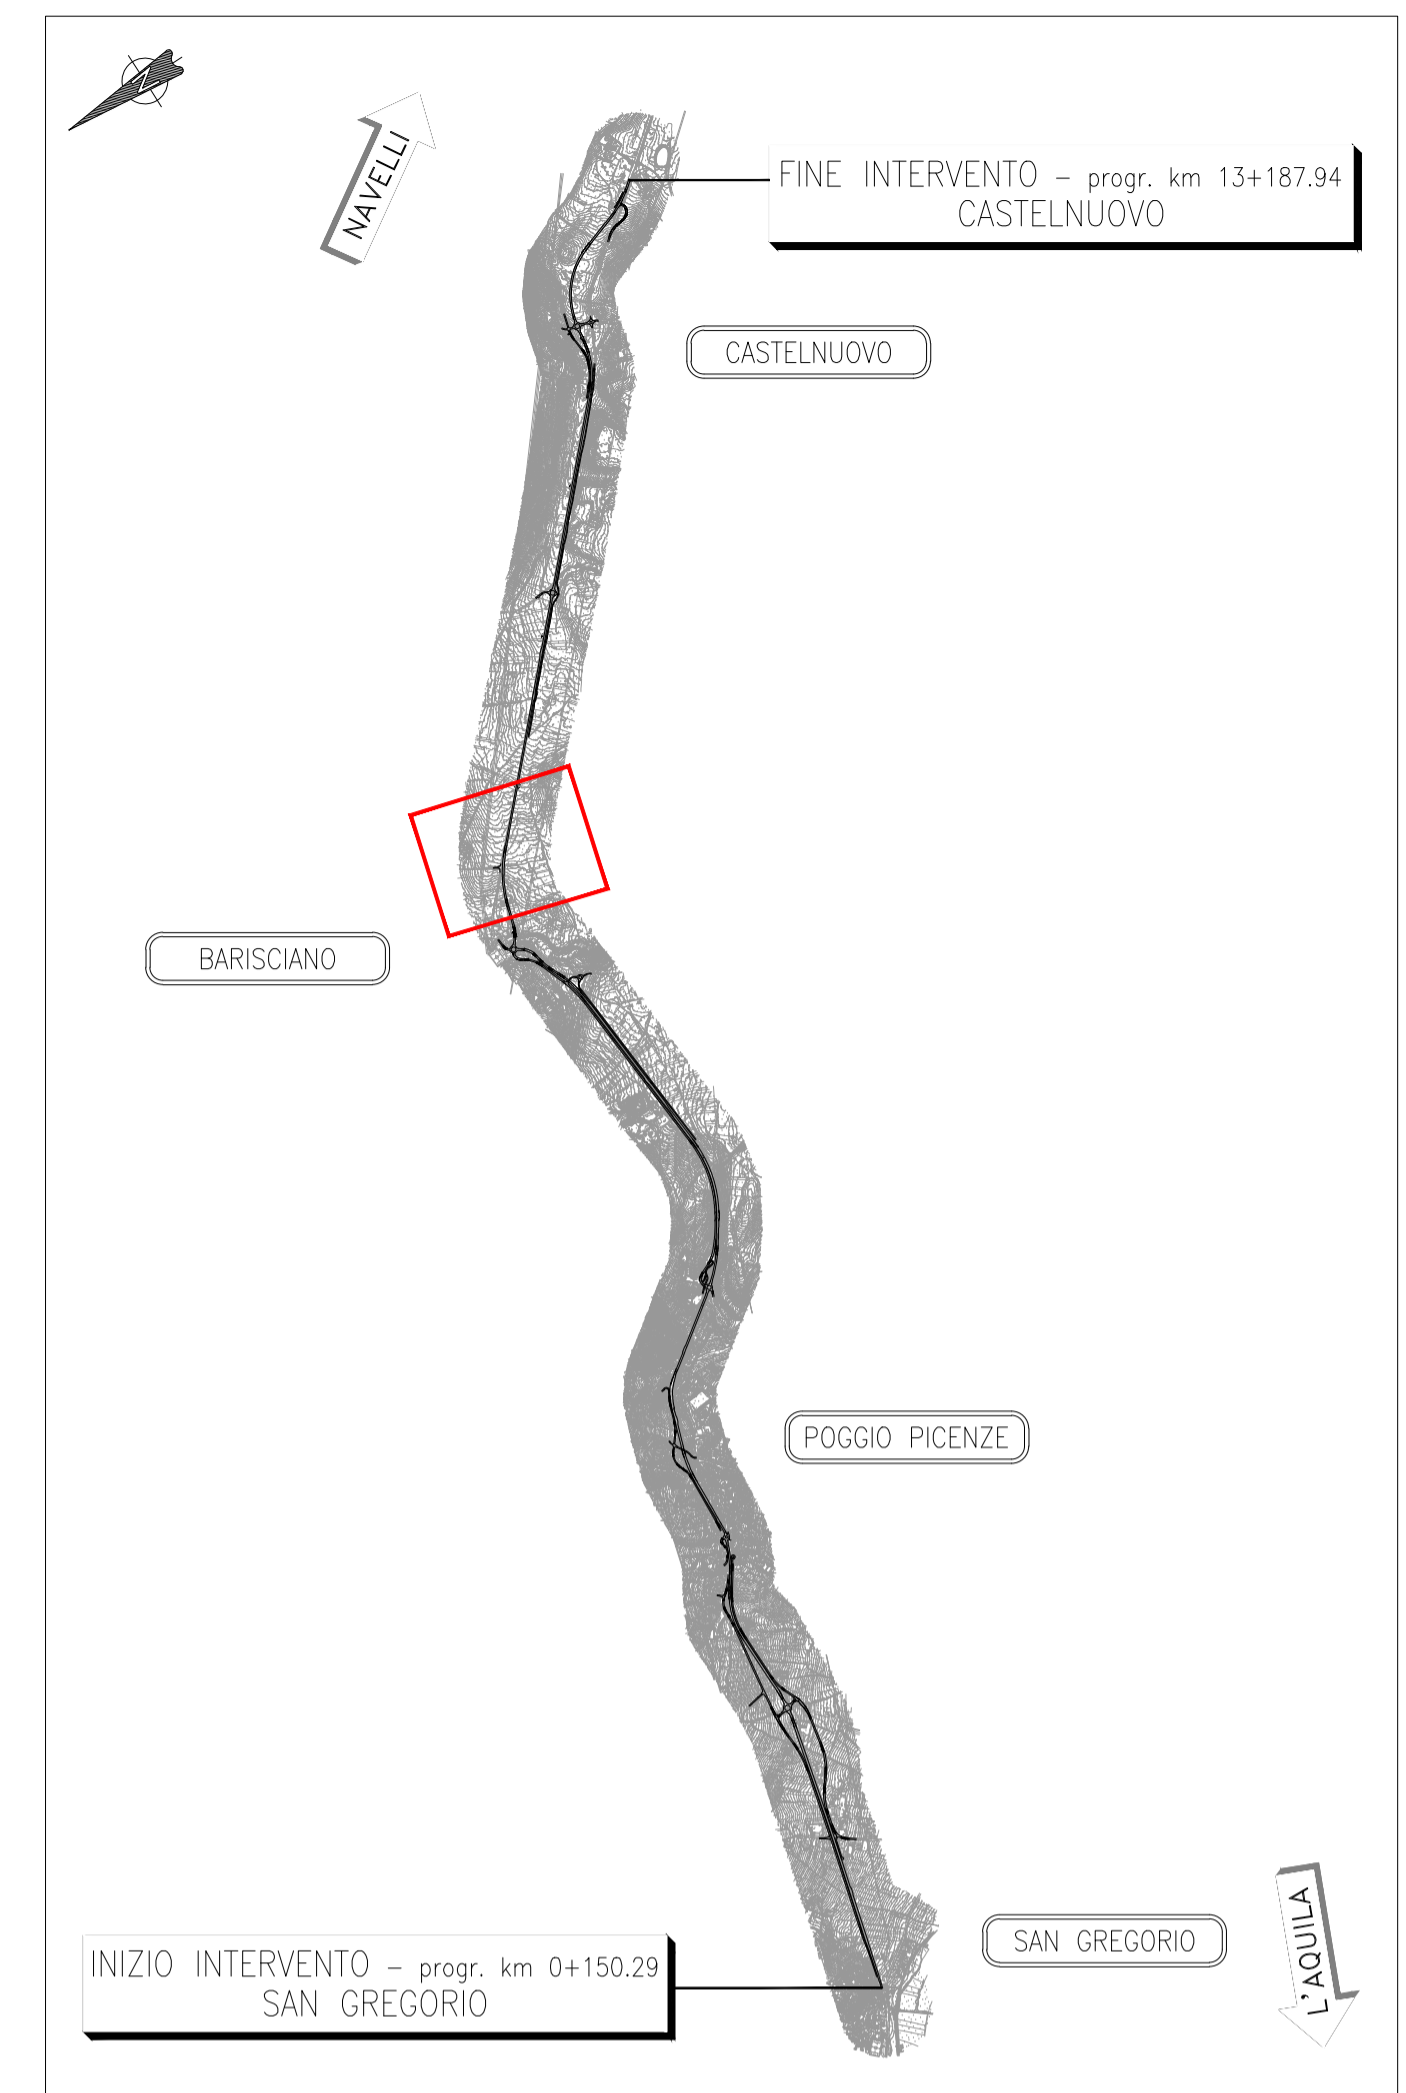 Z
NAVELLI
FINE INTERVENTO – progr. km 13+187.94
CASTELNUOVO
CASTELNUOVO
BARISCIANO
POGGIO PICENZE
SAN GREGORIO
L'AQUILA
INIZIO INTERVENTO – progr. km 0+150.29
SAN GREGORIO